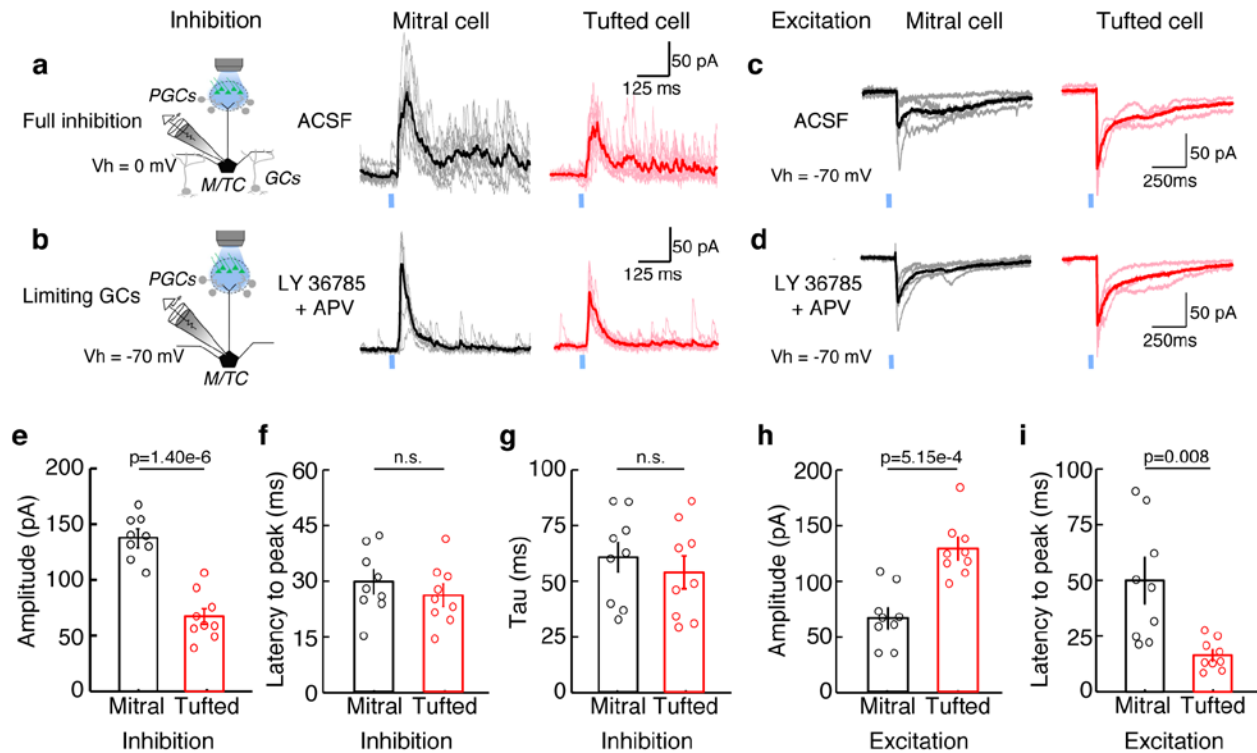 Inhibition
Mitral cell
Tufted cell
Excitation
Mitral cell
Tufted cell
a
PGCs
Full inhibition
Vh = 0 mV
M/TC
GCs
ACSF
50 pA
125 ms
c
ACSF
Vh = -70 mV
50 pA
250ms
b
PGCs
Limiting GCs
Vh = -70 mV
M/TC
LY 36785
+ APV
50 pA
125 ms
d
LY 36785
+ APV
Vh = -70 mV
50 pA
250ms
e
p=1.40e-6
Amplitude (pA)
200
150
100
50
0
Mitral Tufted
Inhibition
f
n.s.
Latency to peak (ms)
60
45
30
15
0
Mitral Tufted
Inhibition
g
n.s.
Tau (ms)
100
75
50
25
0
Mitral Tufted
Inhibition
h
p=5.15e-4
Amplitude (pA)
200
150
100
50
0
Mitral Tufted
Excitation
i
p=0.008
Latency to peak (ms)
100
75
50
25
0
Mitral Tufted
Excitation